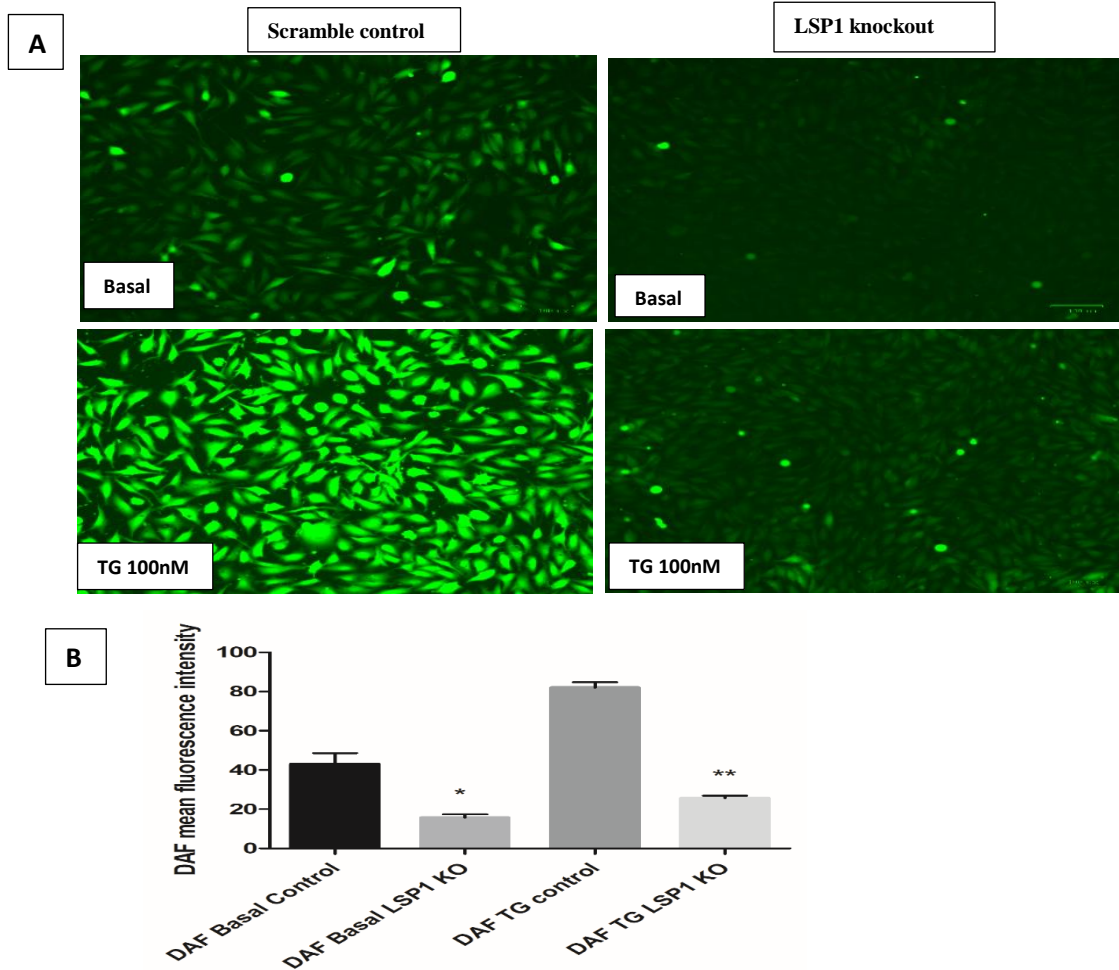 A
Scramble control
LSP1 knockout
Basal
Basal
TG 100nM
TG 100nM
B
DAF mean fluorescence intensity
100
80
60
40
20
0
*
**
DAF Basal Control
DAF Basal LSP1 KO
DAF TG control
DAF TG LSP1 KO